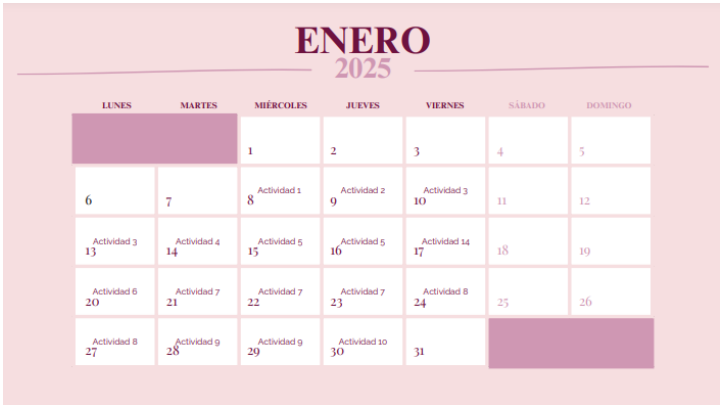 ENERO
2025
LUNES MARTES MIÉRCOLES JUEVES VIERNES SÁBADO DOMINGO
1 2 3 4 5
Actividad 1 Actividad 2 Actividad 3
6 7 8 9 10 11 12
Actividad 3 Actividad 4 Actividad 5 Actividad 5 Actividad 14
13 14 15 16 17 18 19
Actividad 6 Actividad 7 Actividad 7 Actividad 7 Actividad 8
20 21 22 23 24 25 26
Actividad 8 Actividad 9 Actividad 9 Actividad 10
27 28 29 30 31